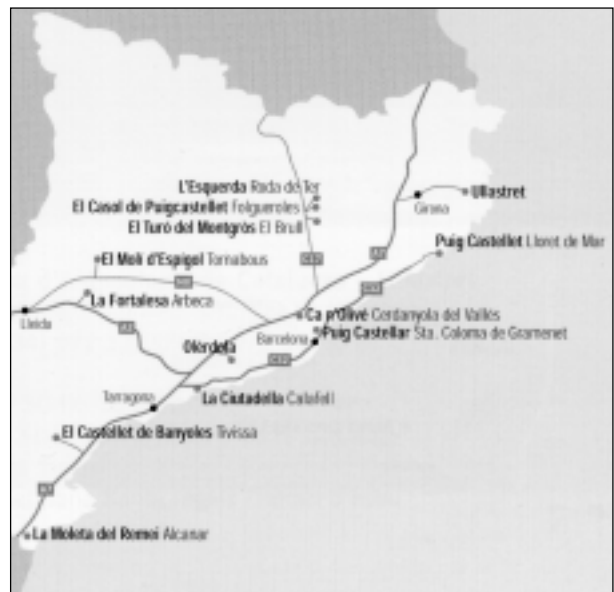 L'Esquerda Roda de Ter
El Casol de Puigcastellet Folgueroles
El Turó del Montgròs El Brull
Ullastret
Girona
Puig Castellet Lloret de Mar
El Molí d'Espígol Tornabous
La Fortalesa Arbeca
Lleida
Ca n'Olivé Cerdanyola del Vallès
Barcelona
Puig Castellar Sta. Coloma de Gramenet
Olèrdola
La Ciutadella Calafell
Tarragona
El Castellet de Banyoles Tivissa
La Moleta del Remei Alcanar